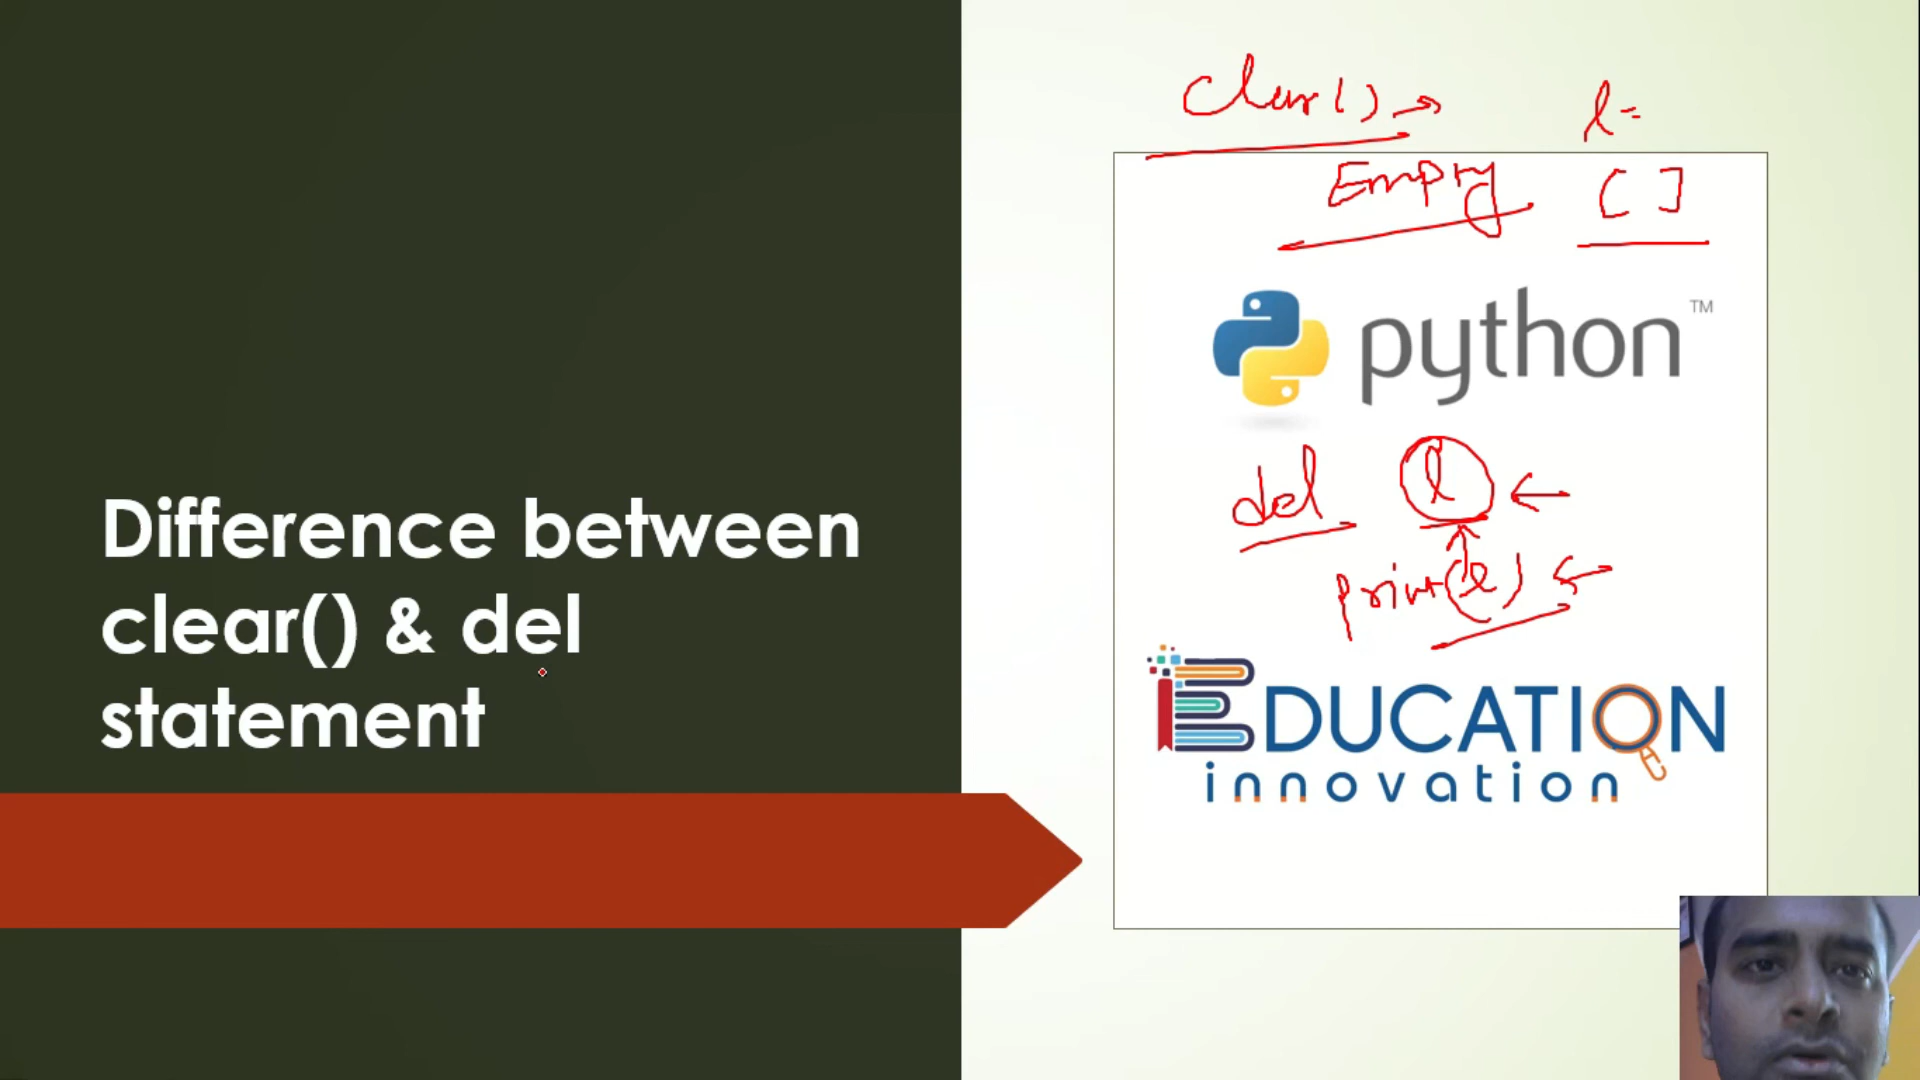 Difference between
clear() & del
statement
clear() →
l =
Empty
[ ]
python™
del l ←
print(l) ←
EDUCATION
innovation